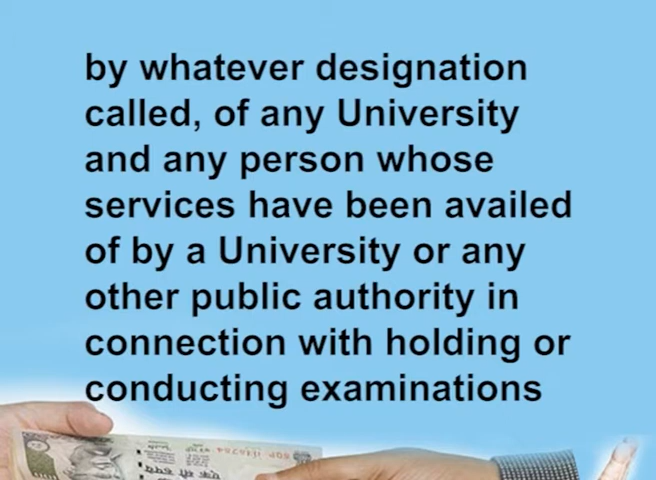 by whatever designation
called, of any University
and any person whose
services have been availed
of by a University or any
other public authority in
connection with holding or
conducting examinations